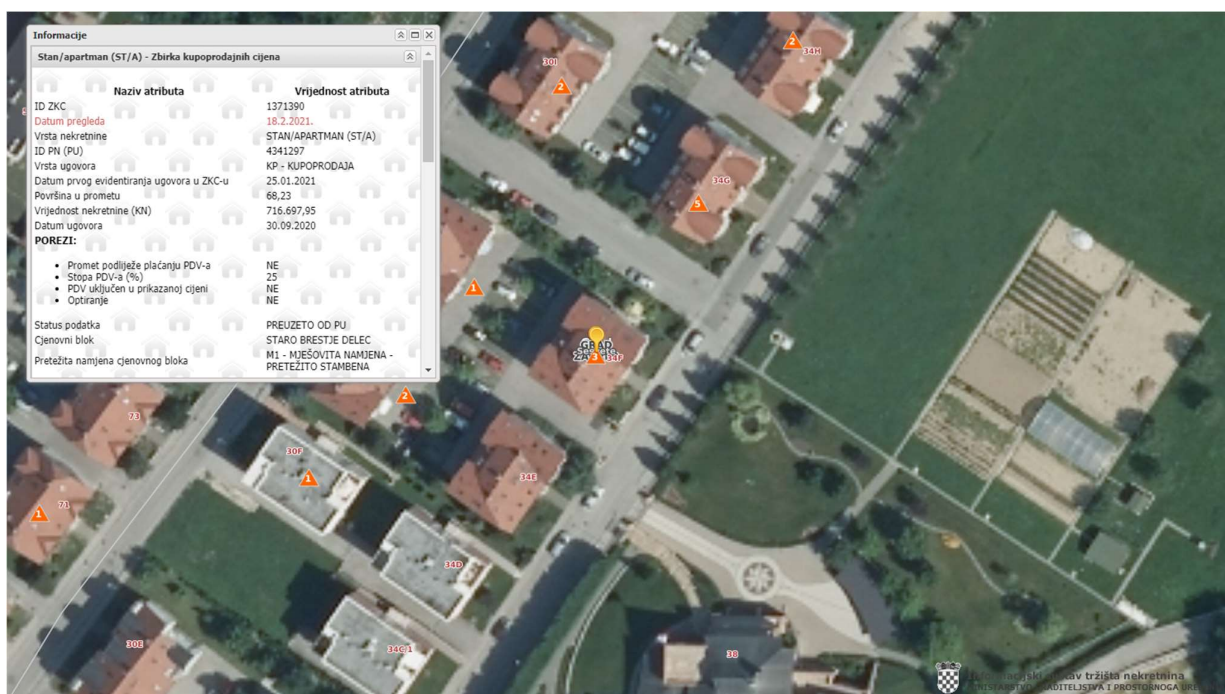 Informacije
Stan/apartman (ST/A) - Zbirka kupoprodajnih cijena
Naziv atributa Vrijednost atributa
ID ZKC 1371390
Datum pregleda 18.2.2021.
Vrsta nekretnine STAN/APARTMAN (ST/A)
ID PN (PU) 4341297
Vrsta ugovora KP - KUPOPRODAJA
Datum prvog evidentiranja ugovora u ZKC-u 25.01.2021
Površina u prometu 68,23
Vrijednost nekretnine (KN) 716.697,95
Datum ugovora 30.09.2020
POREZI:
• Promet podliježe plaćanju PDV-a NE
• Stopa PDV-a (%) 25
• PDV uključen u prikazanoj cijeni NE
• Optiranje NE
Status podatka PREUZETO OD PU
Cjenovni blok STARO BRESTJE DELEC
Pretežita namjena cjenovnog bloka M1 - MJEŠOVITA NAMJENA -
PRETEŽITO STAMBENA
30I
2
2
34H
34G
5
1
GRAD
3
34F
2
73
30F
1
34E
71
1
34D
30E
34C/1
38
tržišta nekretnina